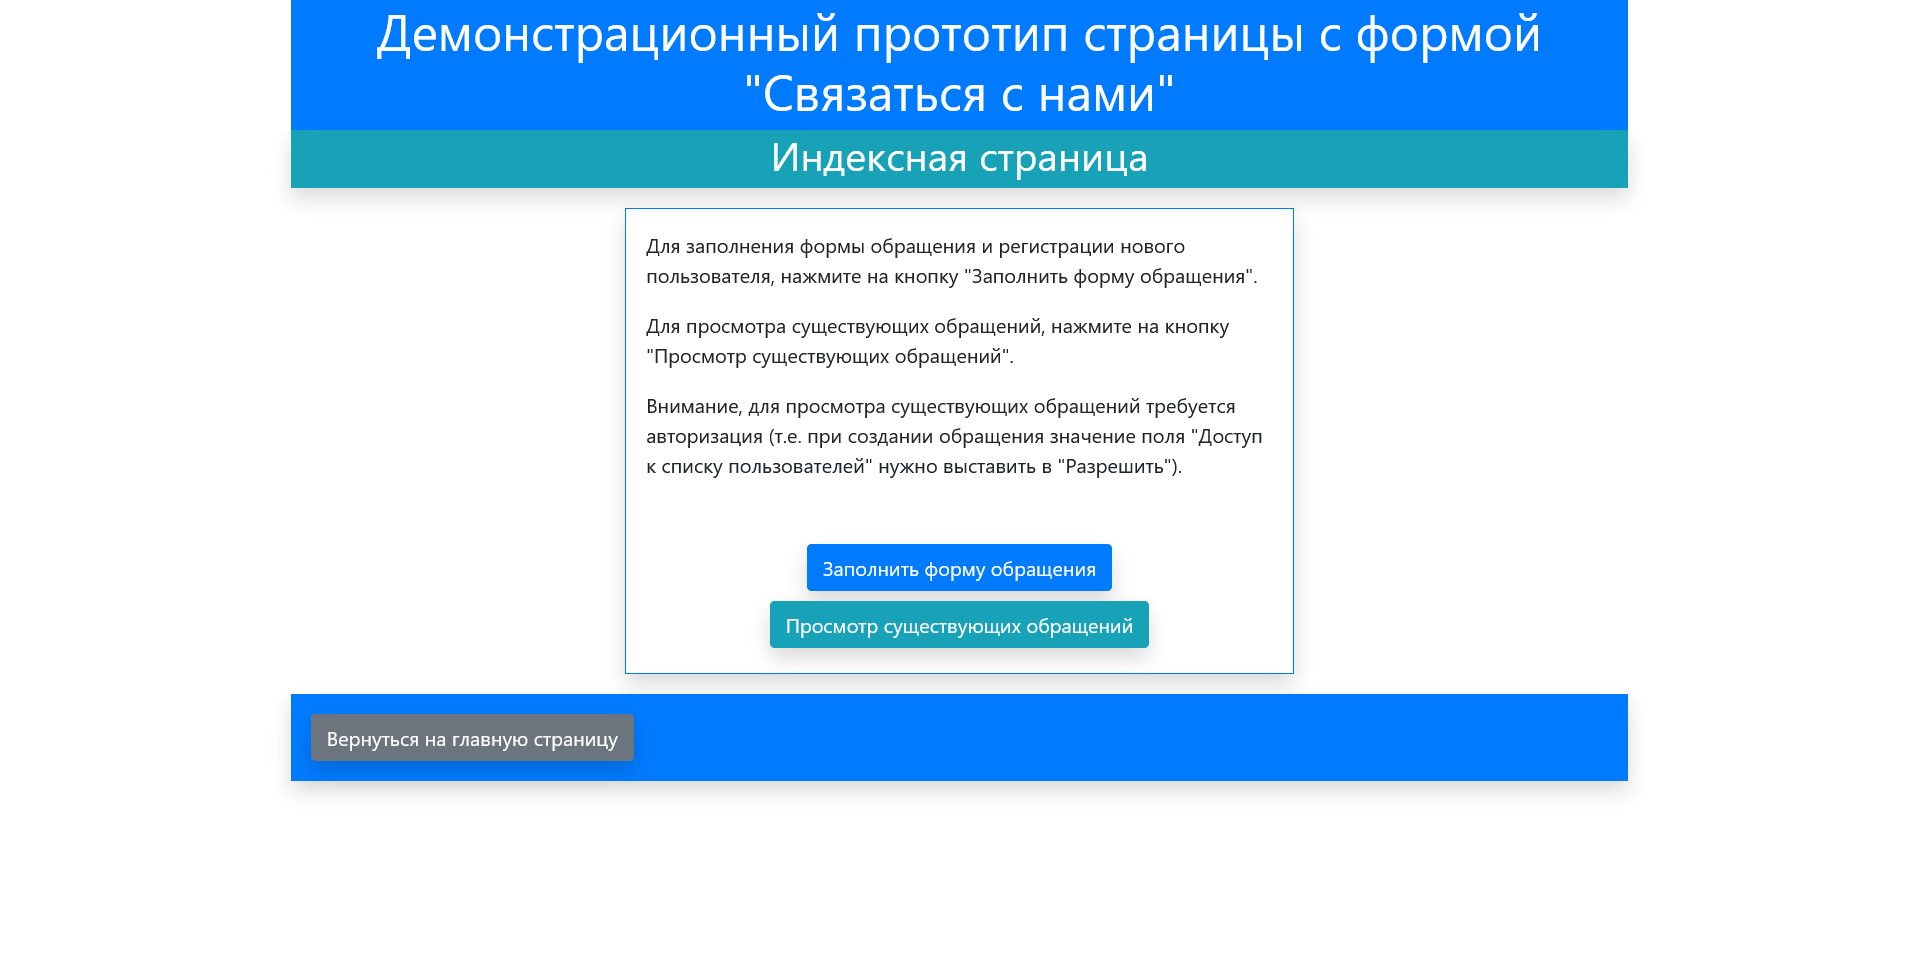 Демонстрационный прототип страницы с формой
"Связаться с нами"
Индексная страница
Для заполнения формы обращения и регистрации нового
пользователя, нажмите на кнопку "Заполнить форму обращения".
Для просмотра существующих обращений, нажмите на кнопку
"Просмотр существующих обращений".
Внимание, для просмотра существующих обращений требуется
авторизация (т.е. при создании обращения значение поля "Доступ
к списку пользователей" нужно выставить в "Разрешить").
Заполнить форму обращения
Просмотр существующих обращений
Вернуться на главную страницу